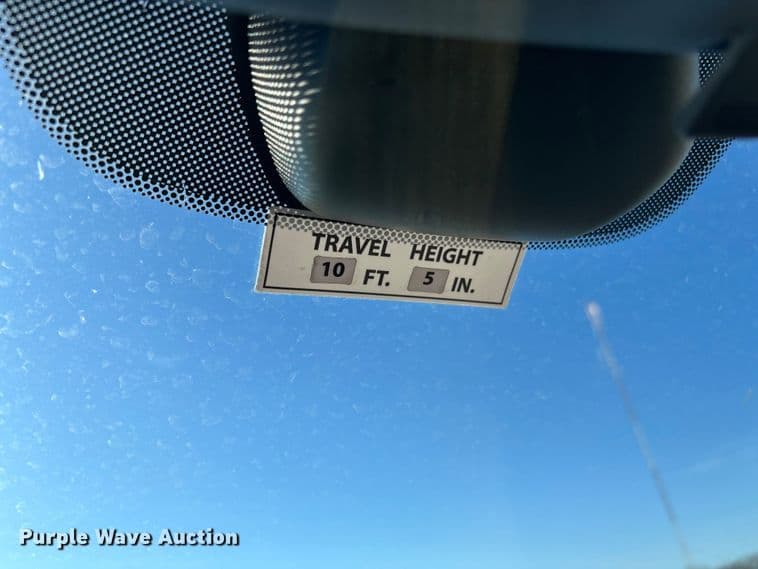 TRAVEL HEIGHT
10 FT. 5 IN.
Purple Wave Auction